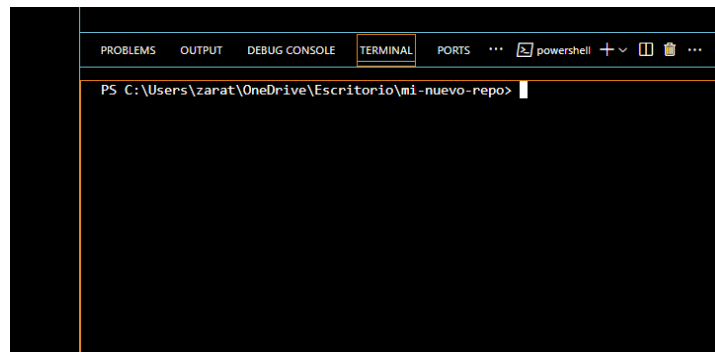 PROBLEMS OUTPUT DEBUG CONSOLE TERMINAL PORTS ··· powershell
PS C:\Users\zarat\OneDrive\Escritorio\mi-nuevo-repo>